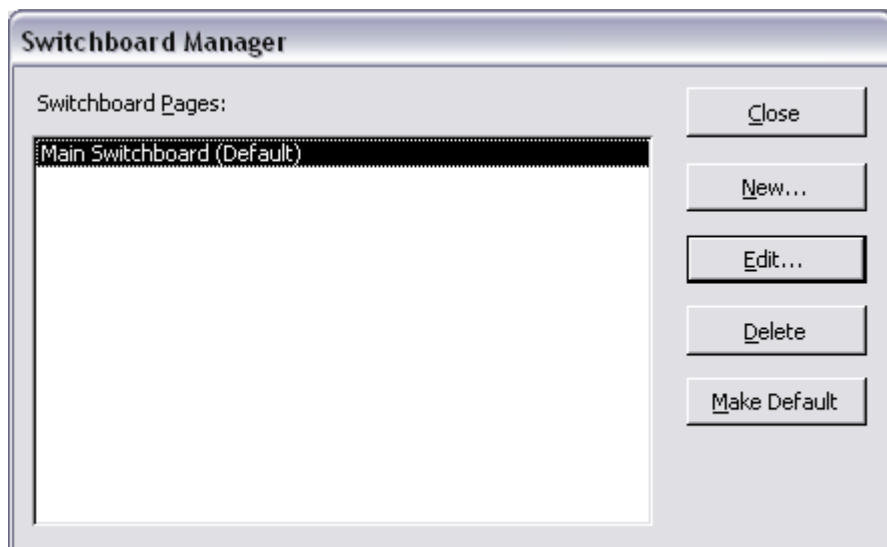 Switchboard Manager
Switchboard Pages:
Main Switchboard (Default)
Close
New...
Edit...
Delete
Make Default